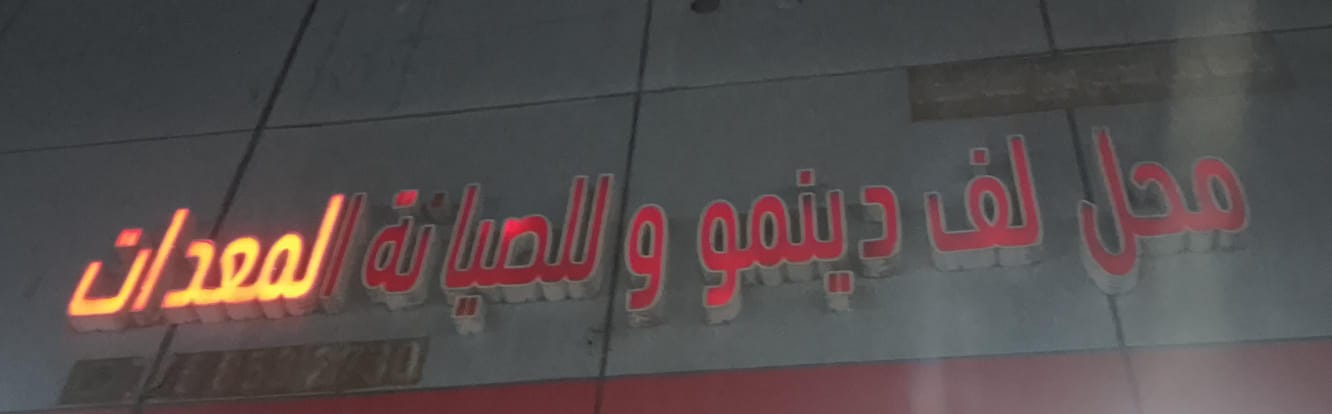 محل لف دينمو و للصيانة المعدات